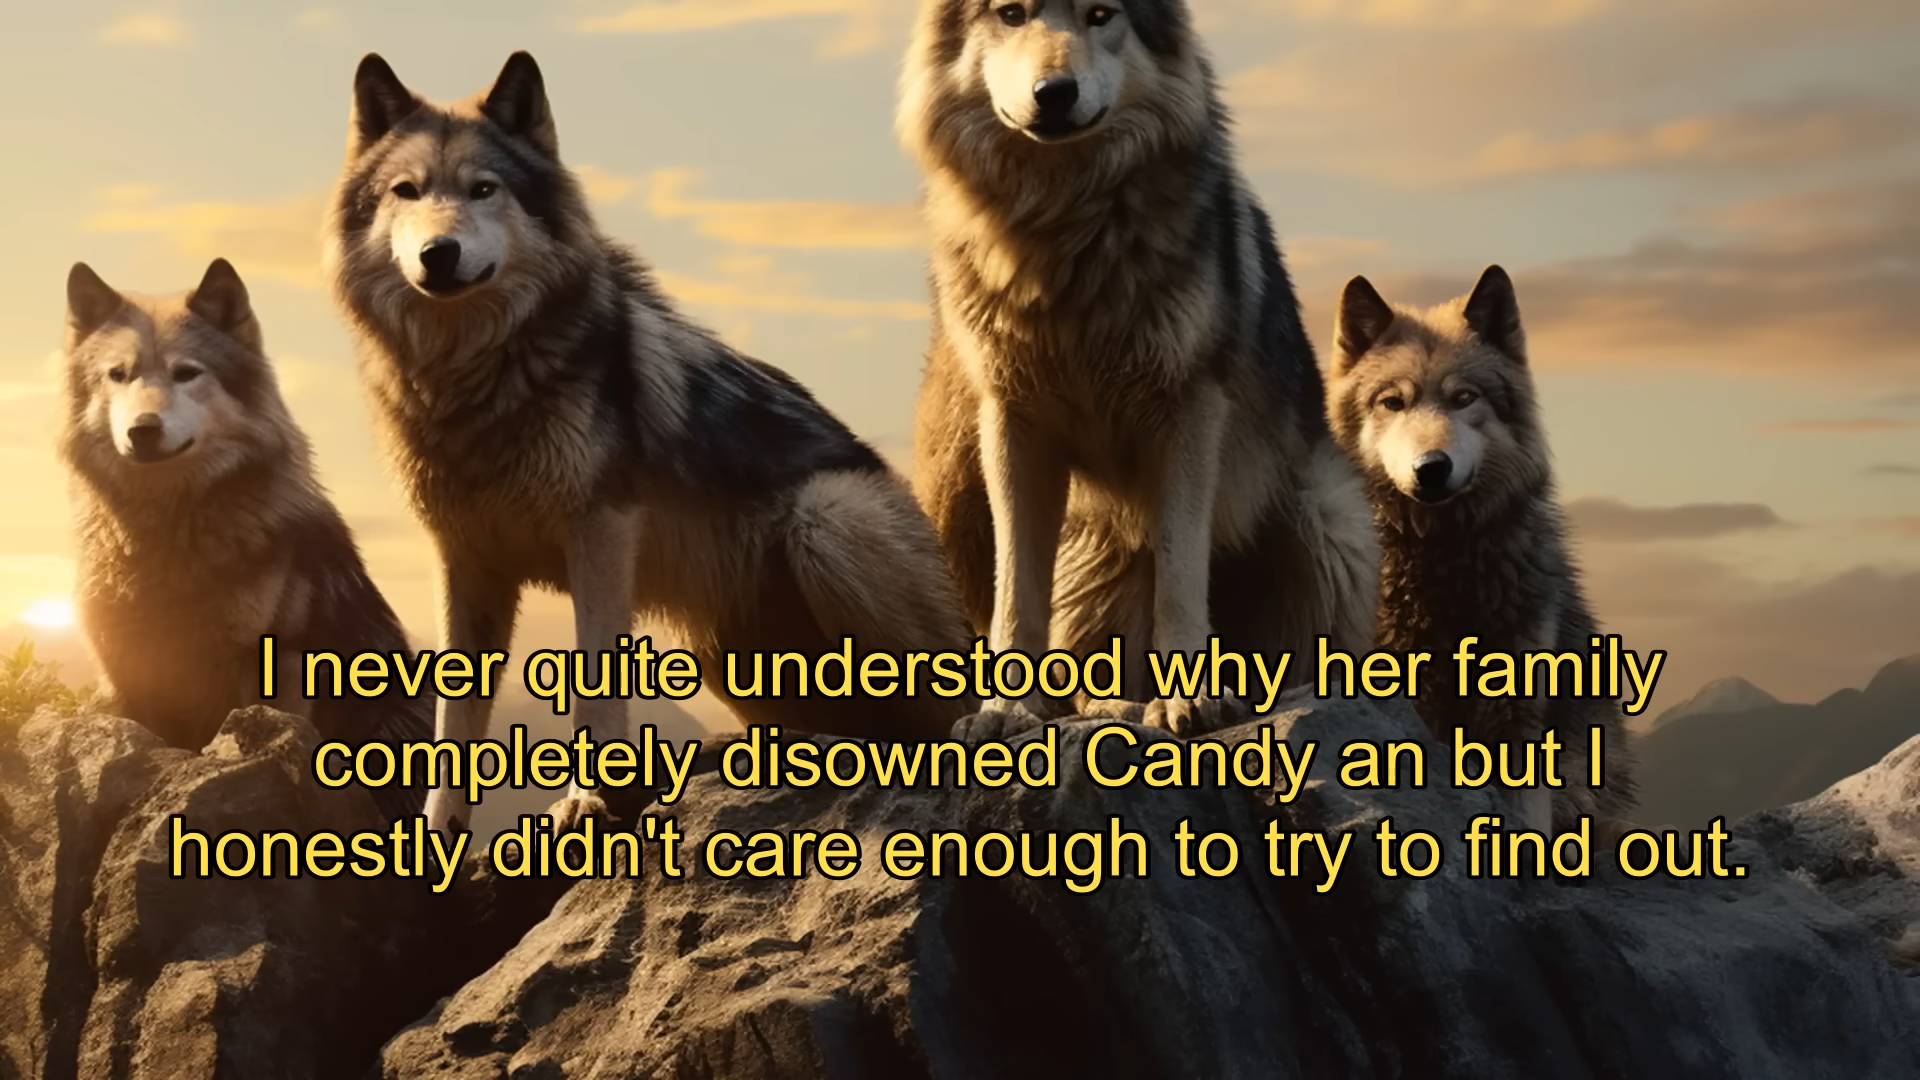 I never quite understood why her family
completely disowned Candy an but I
honestly didn't care enough to try to find out.